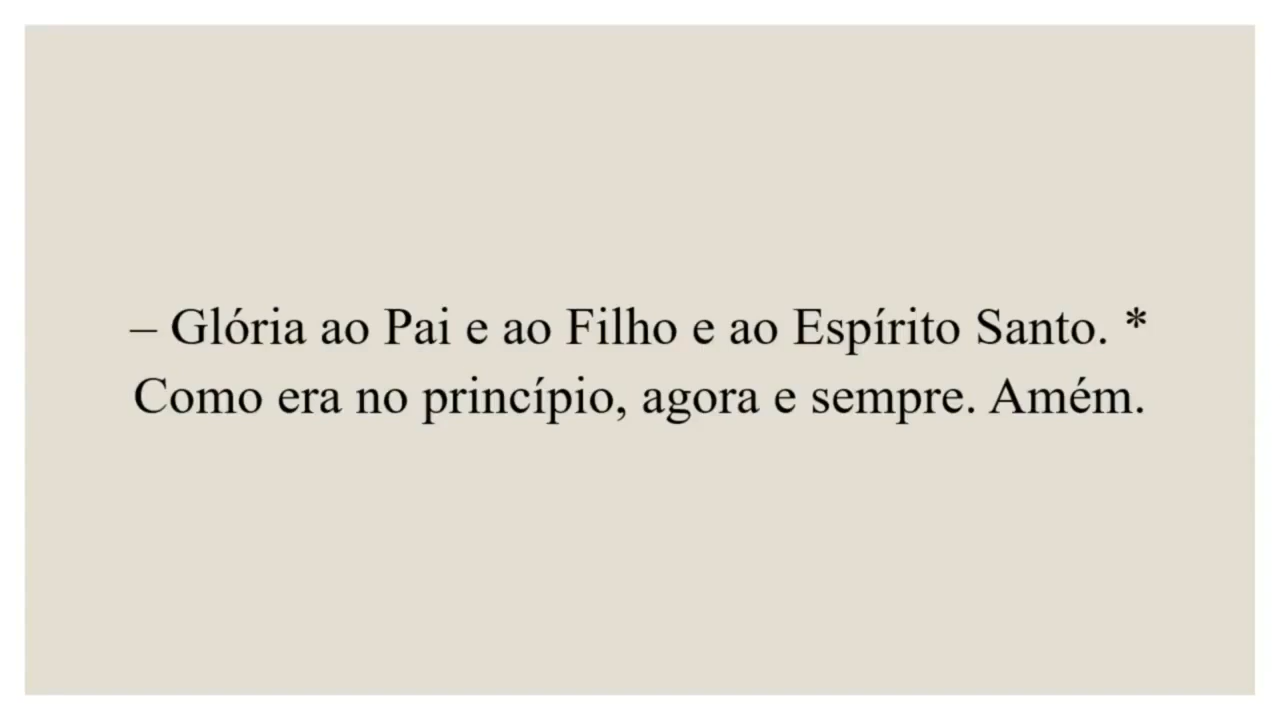 – Glória ao Pai e ao Filho e ao Espírito Santo. *
Como era no princípio, agora e sempre. Amém.